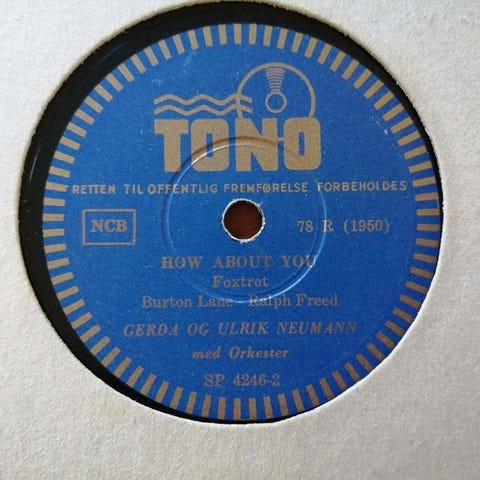 TONO
RETTEN TIL OFFENTLIG FREMFØRELSE FORBEHOLDES
NCB 78 R (1950)
HOW ABOUT YOU
Foxtrot
Burton Lane - Ralph Freed
GERDA OG ULRIK NEUMANN
med Orkester
SP 4246-2